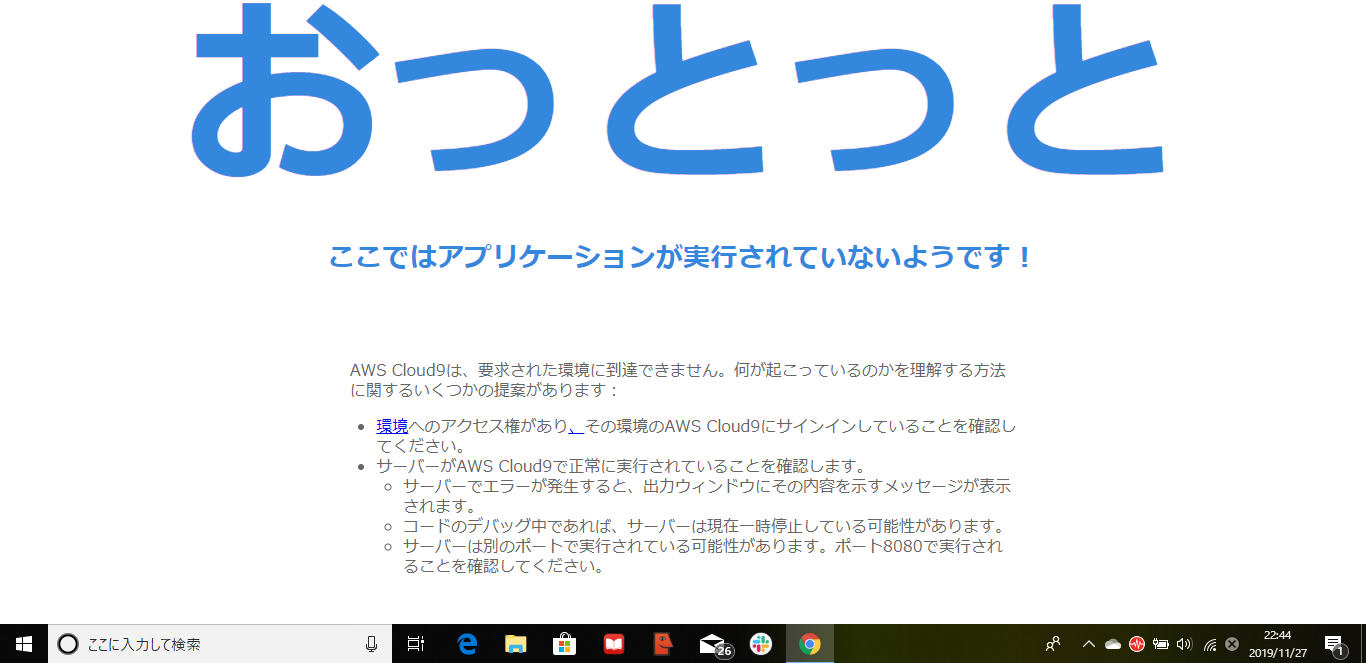 おっとっと
ここではアプリケーションが実行されていないようです！
AWS Cloud9は、要求された環境に到達できません。何が起こっているのかを理解する方法
に関するいくつかの提案があります：
環境へのアクセス権があり、その環境のAWS Cloud9にサインインしていることを確認し
てください。
サーバーがAWS Cloud9で正常に実行されていることを確認します。
サーバーでエラーが発生すると、出力ウィンドウにその内容を示すメッセージが表示
されます。
コードのデバッグ中であれば、サーバーは現在一時停止している可能性があります。
サーバーは別のポートで実行されている可能性があります。ポート8080で実行され
ることを確認してください。
ここに入力して検索
26
22:44
2019/11/27
1